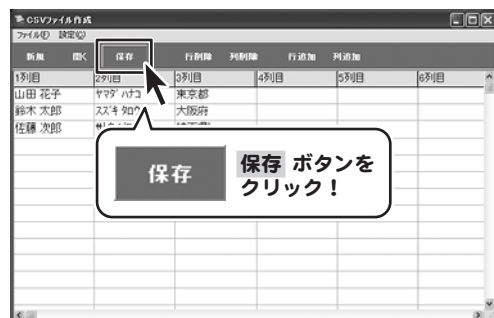 CSVファイル作成
ファイル(F) 設定(C)
新規 開く 保存 行削除 列削除 行追加 列追加
1列目 2列目 3列目 4列目 5列目 6列目
山田 花子 ヤマダ ハナコ 東京都
鈴木 太郎 スズキ タロウ 大阪府
佐藤 次郎
保存
保存 ボタンを
クリック！